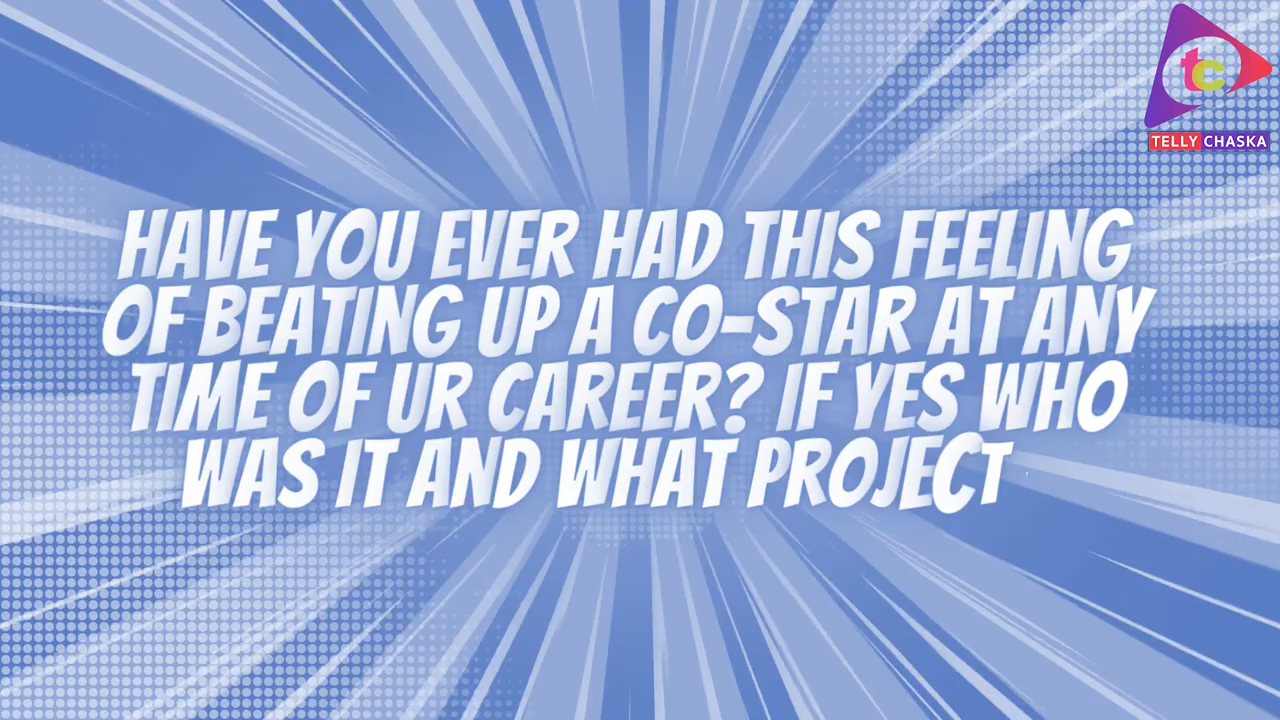 tc
TELLY CHASKA
HAVE YOU EVER HAD THIS FEELING
OF BEATING UP A CO-STAR AT ANY
TIME OF UR CAREER? IF YES WHO
WAS IT AND WHAT PROJECT